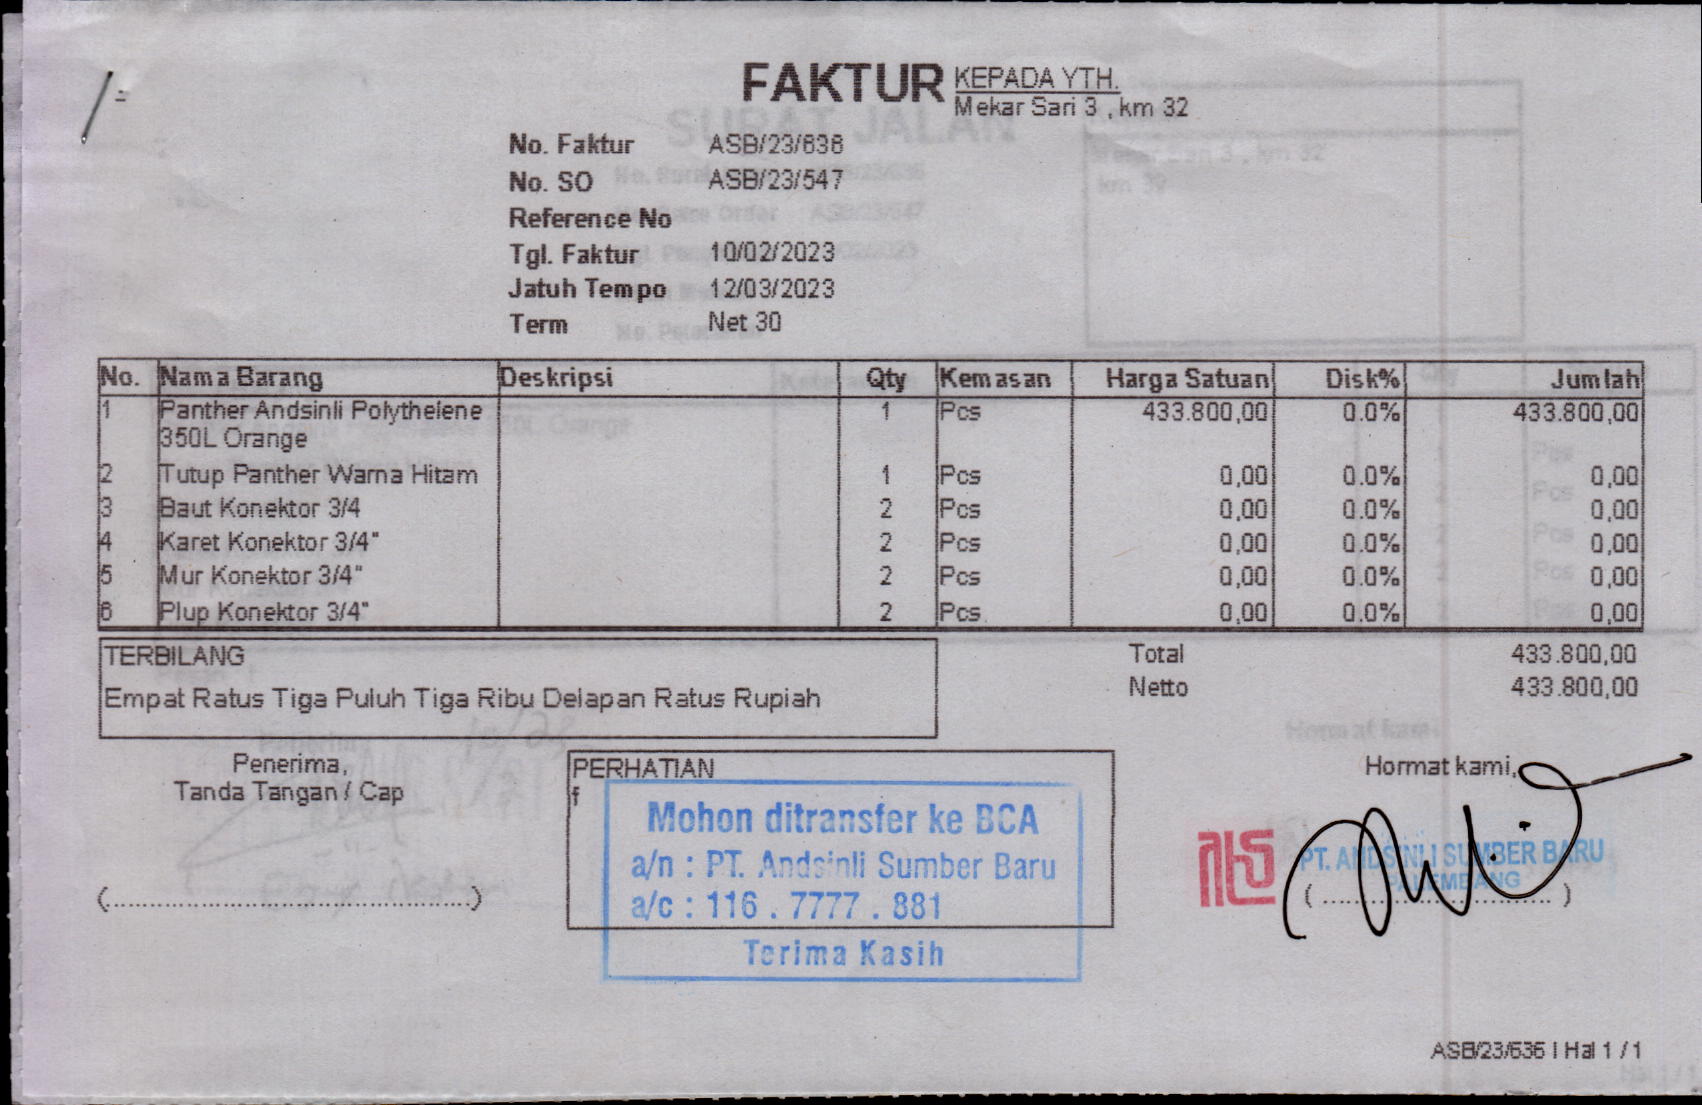 FAKTUR
KEPADA YTH.
Mekar Sari 3 , km 32
No. Faktur ASB/23/636
No. SO ASB/23/547
Reference No
Tgl. Faktur 10/02/2023
Jatuh Tempo 12/03/2023
Term Net 30
No. Nama Barang Deskripsi Qty Kemasan Harga Satuan Disk% Jumlah
1 Panther Andsinli Polythelene 1 Pcs 433.800,00 0.0% 433.800,00
350L Orange
2 Tutup Panther Warna Hitam 1 Pcs 0,00 0.0% 0,00
3 Baut Konektor 3/4 2 Pcs 0,00 0.0% 0,00
4 Karet Konektor 3/4" 2 Pcs 0,00 0.0% 0,00
5 Mur Konektor 3/4" 2 Pcs 0,00 0.0% 0,00
6 Plup Konektor 3/4" 2 Pcs 0,00 0.0% 0,00
TERBILANG
Empat Ratus Tiga Puluh Tiga Ribu Delapan Ratus Rupiah
Total 433.800,00
Netto 433.800,00
Penerima,
Tanda Tangan / Cap
(....................................................)
PERHATIAN
f
Mohon ditransfer ke BCA
a/n : PT. Andsinli Sumber Baru
a/c : 116 . 7777 . 881
Terima Kasih
Hormat kami,
PT. ANDSINLI SUMBER BARU
PALEMBANG
( ................................ )
ASB/23/636 | Hal 1 / 1